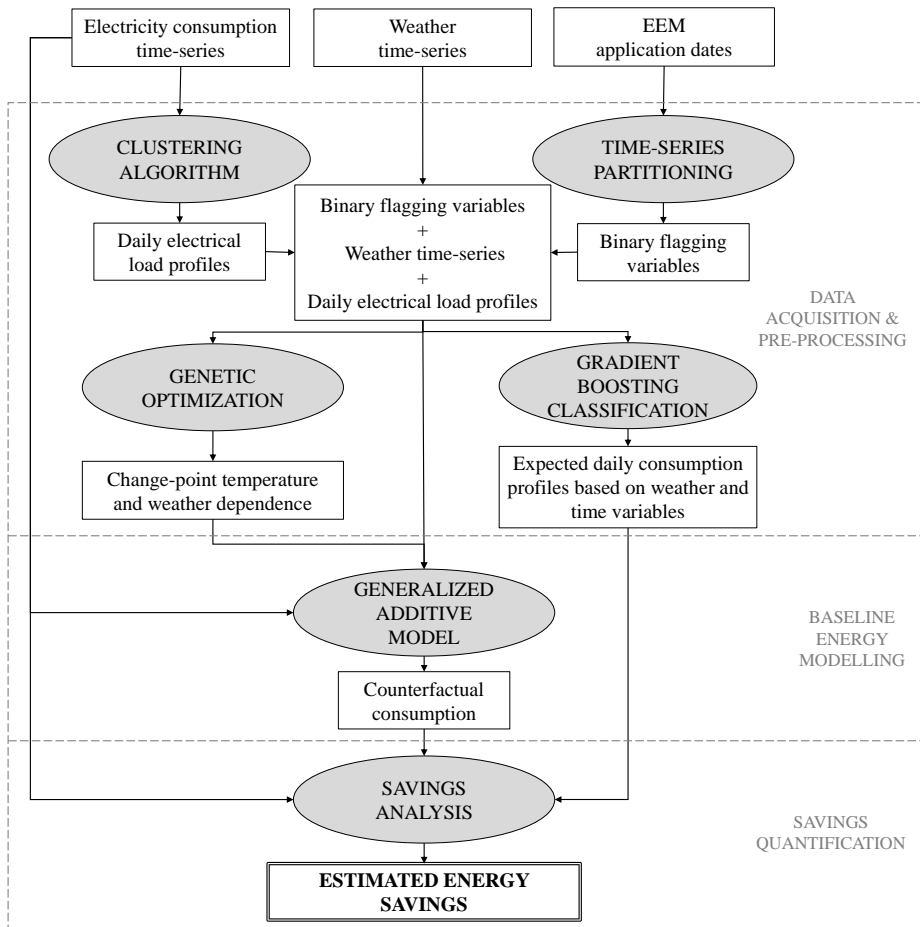 Electricity consumption
time-series
Weather
time-series
EEM
application dates
CLUSTERING
ALGORITHM
TIME-SERIES
PARTITIONING
Daily electrical
load profiles
Binary flagging variables
+
Weather time-series
+
Daily electrical load profiles
Binary flagging
variables
DATA
ACQUISITION &
PRE-PROCESSING
GENETIC
OPTIMIZATION
GRADIENT
BOOSTING
CLASSIFICATION
Change-point temperature
and weather dependence
Expected daily consumption
profiles based on weather and
time variables
GENERALIZED
ADDITIVE
MODEL
BASELINE
ENERGY
MODELLING
Counterfactual
consumption
SAVINGS
ANALYSIS
SAVINGS
QUANTIFICATION
ESTIMATED ENERGY
SAVINGS